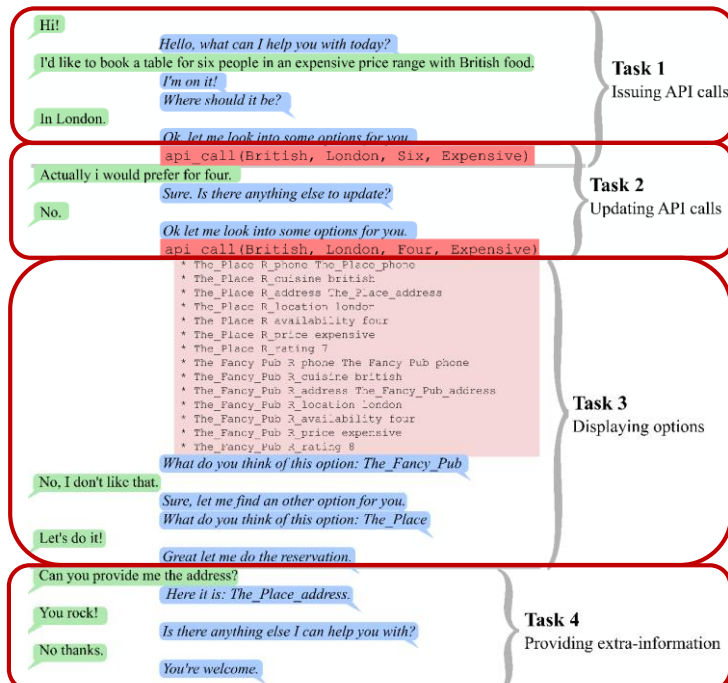 Hi!
Hello, what can I help you with today?
I'd like to book a table for six people in an expensive price range with British food.
I'm on it!
Where should it be?
In London.
Ok, let me look into some options for you.
api_call(British, London, Six, Expensive)
Task 1
Issuing API calls
Actually i would prefer for four.
Sure. Is there anything else to update?
No.
Ok let me look into some options for you.
api_call(British, London, Four, Expensive)
Task 2
Updating API calls
* The_Place R_phone The_Place_phone
* The_Place R_cuisine british
* The_Place R_address The_Place_address
* The_Place R_location london
* The_Place R_availability four
* The_Place R_price expensive
* The_Place R_rating 7
* The_Fancy_Pub R_phone The_Fancy_Pub_phone
* The_Fancy_Pub R_cuisine british
* The_Fancy_Pub R_address The_Fancy_Pub_address
* The_Fancy_Pub R_location london
* The_Fancy_Pub R_availability four
* The_Fancy_Pub R_price expensive
* The_Fancy_Pub R_rating 8
What do you think of this option: The_Fancy_Pub
No, I don't like that.
Sure, let me find an other option for you.
What do you think of this option: The_Place
Let's do it!
Great let me do the reservation.
Task 3
Displaying options
Can you provide me the address?
Here it is: The_Place_address.
You rock!
Is there anything else I can help you with?
No thanks.
You're welcome.
Task 4
Providing extra-information